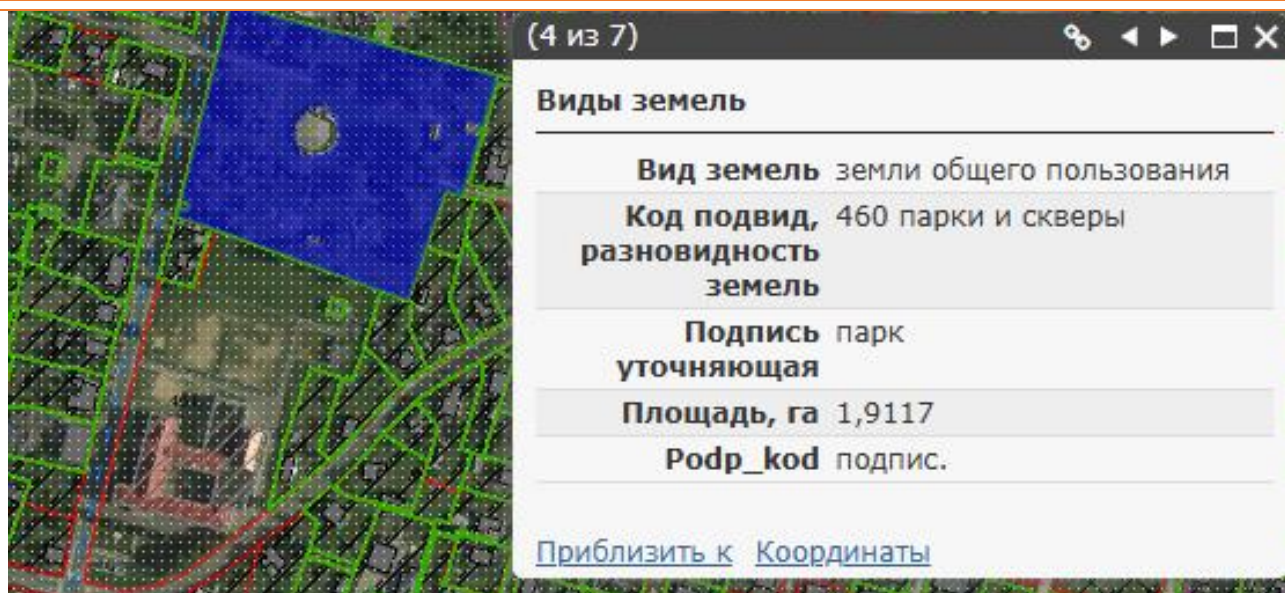 (4 из 7)
Виды земель
Вид земель земли общего пользования
Код подвид, 460 парки и скверы
разновидность
земель
Подпись парк
уточняющая
Площадь, га 1,9117
Podp_kod подпис.
Приблизить к Координаты